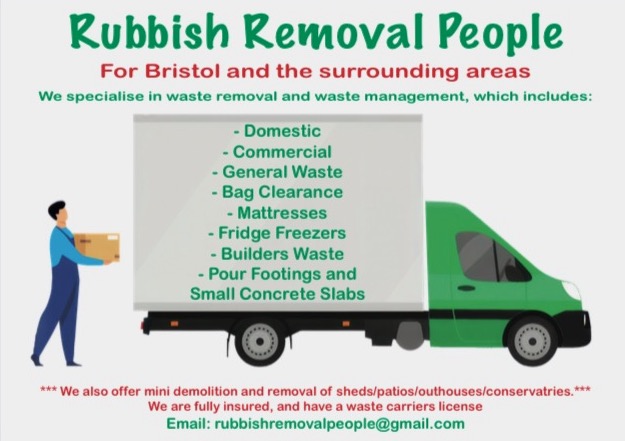 Rubbish Removal People
For Bristol and the surrounding areas
We specialise in waste removal and waste management, which includes:
- Domestic
- Commercial
- General Waste
- Bag Clearance
- Mattresses
- Fridge Freezers
- Builders Waste
- Pour Footings and
Small Concrete Slabs
*** We also offer mini demolition and removal of sheds/patios/outhouses/conservatries.***
We are fully insured, and have a waste carriers license
Email: rubbishremovalpeople@gmail.com